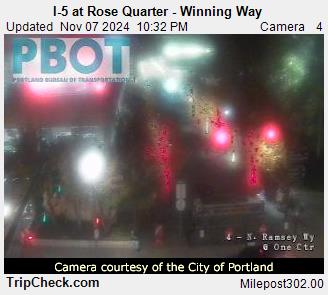 I-5 at Rose Quarter - Winning Way
Updated Nov 07 2024 10:32 PM Camera 4
PBOT
PORTLAND BUREAU OF TRANSPORTATION
4 - N. Ramsey Wy
@ One Ctr
Camera courtesy of the City of Portland
TripCheck.com Milepost302.00